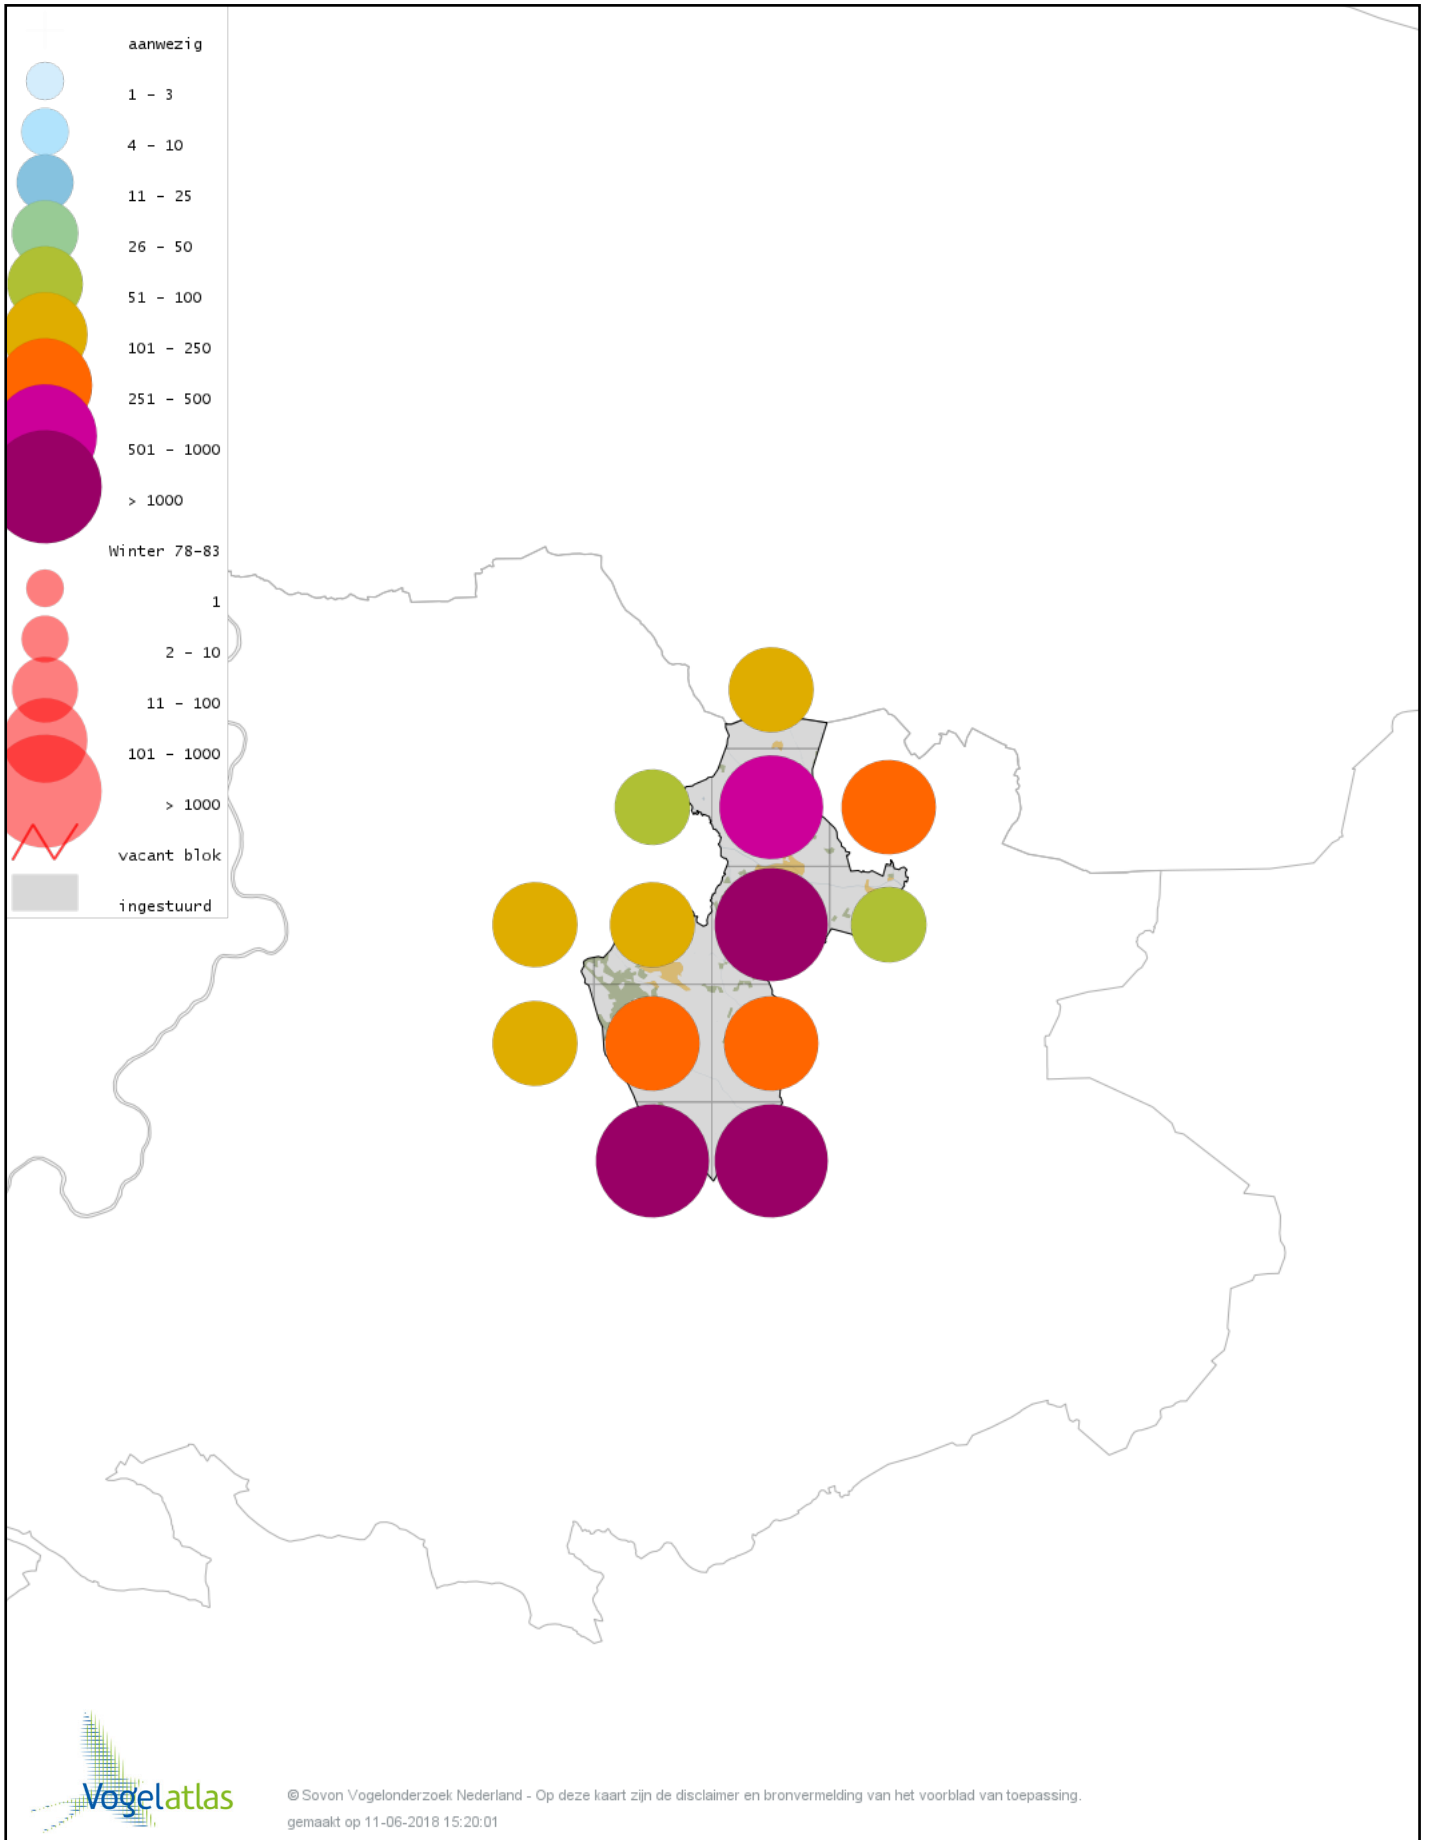 aanwezig
1 - 3
4 - 10
11 - 25
26 - 50
51 - 100
101 - 250
251 - 500
501 - 1000
> 1000
Winter 78-83
1
2 - 10
11 - 100
101 - 1000
> 1000
vacant blok
ingestuurd
Vogelatlas
© Sovon Vogelonderzoek Nederland - Op deze kaart zijn de disclaimer en bronvermelding van het voorblad van toepassing.
gemaakt op 11-06-2018 15:20:01